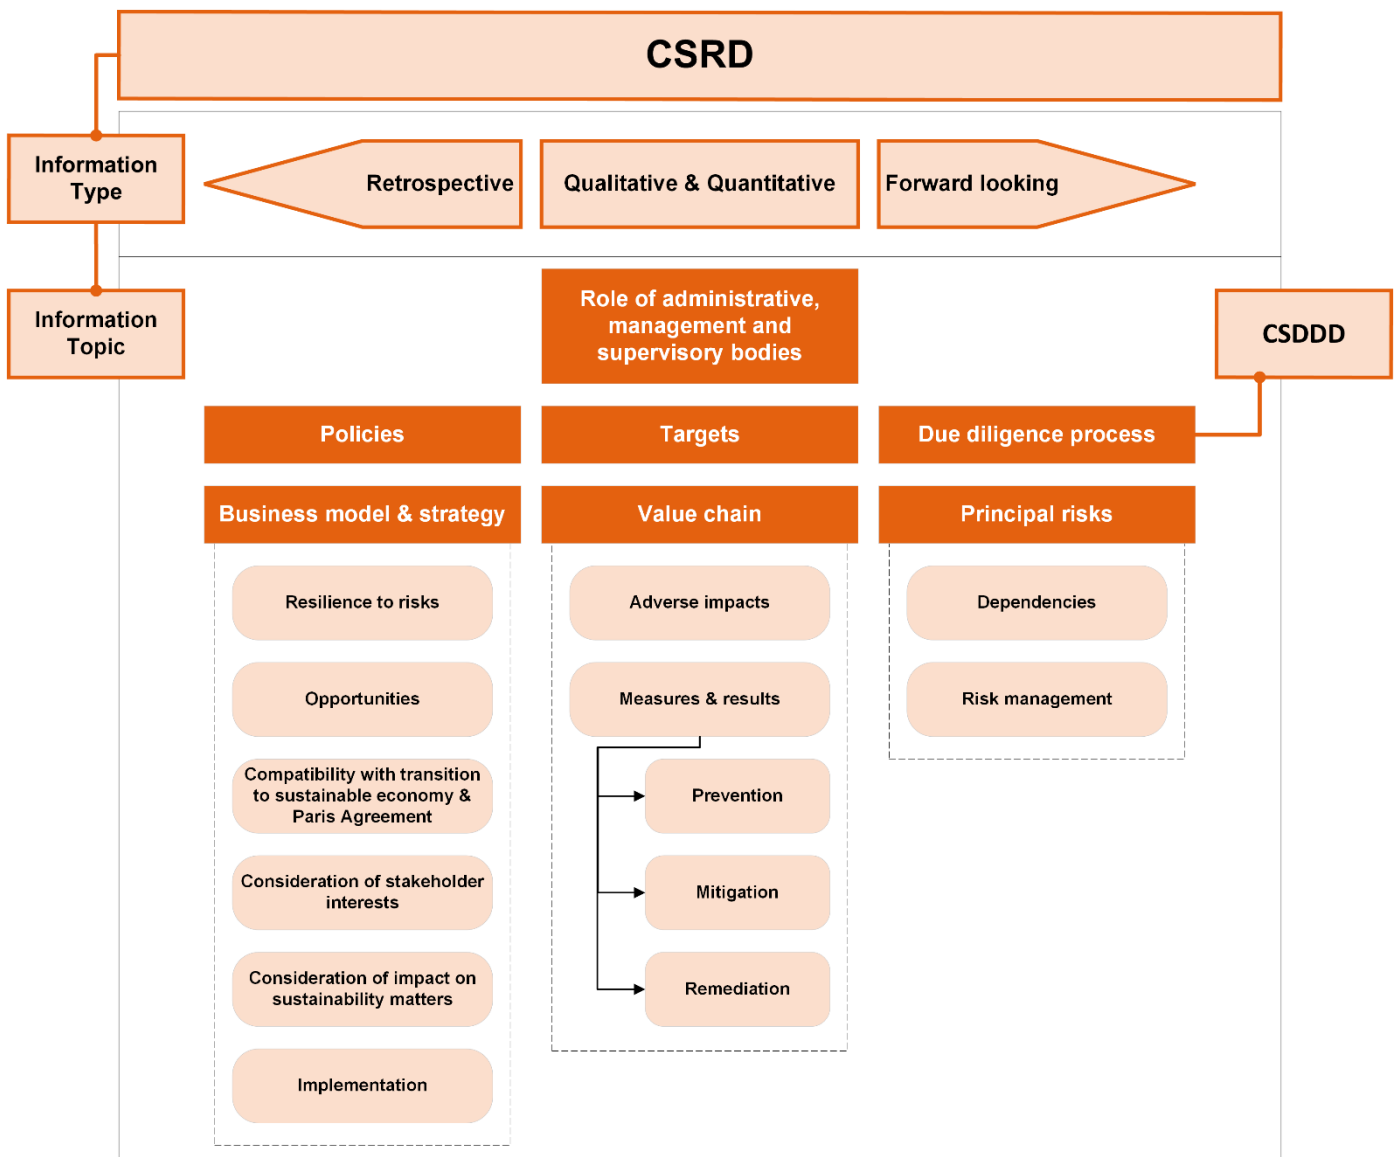 CSRD
Information
Type
Retrospective
Qualitative & Quantitative
Forward looking
Information
Topic
Role of administrative,
management and
supervisory bodies
CSDDD
Policies
Targets
Due diligence process
Business model & strategy
Value chain
Principal risks
Resilience to risks
Adverse impacts
Dependencies
Opportunities
Measures & results
Risk management
Compatibility with transition
to sustainable economy &
Paris Agreement
Prevention
Consideration of stakeholder
interests
Mitigation
Consideration of impact on
sustainability matters
Remediation
Implementation